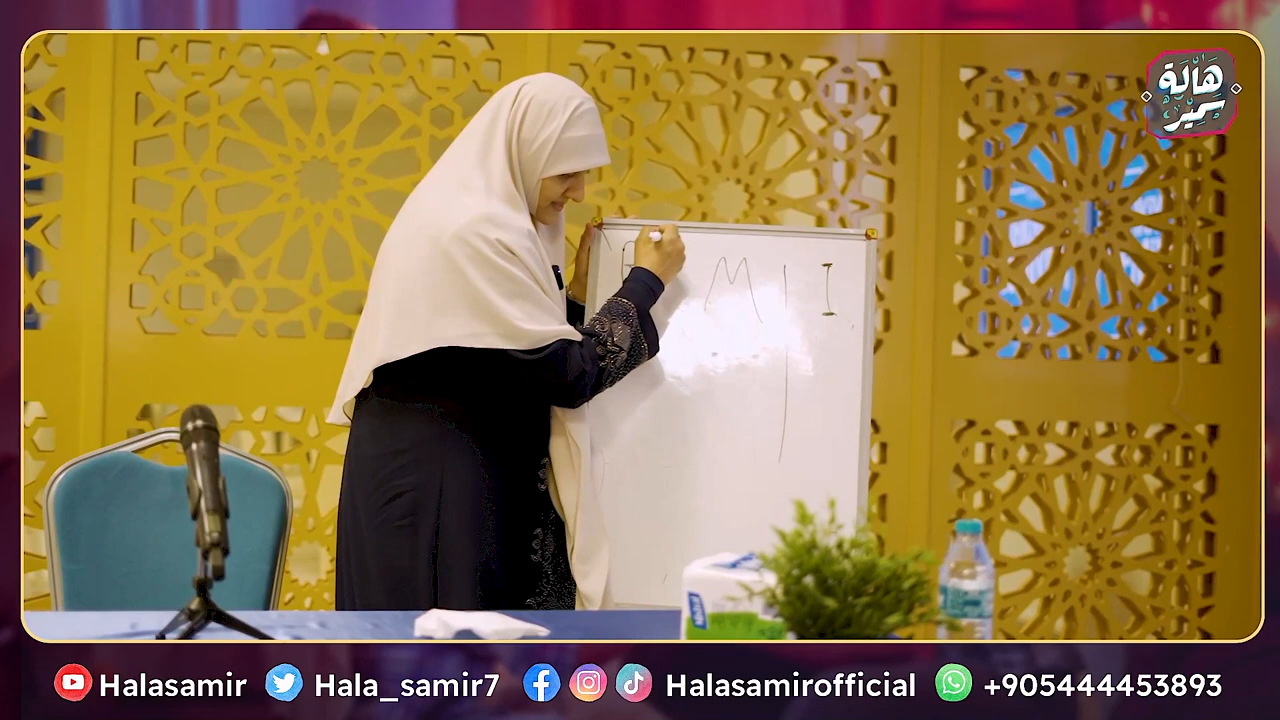 هالة
سمير
M I
Halasamir Hala_samir7 Halasamirofficial +905444453893